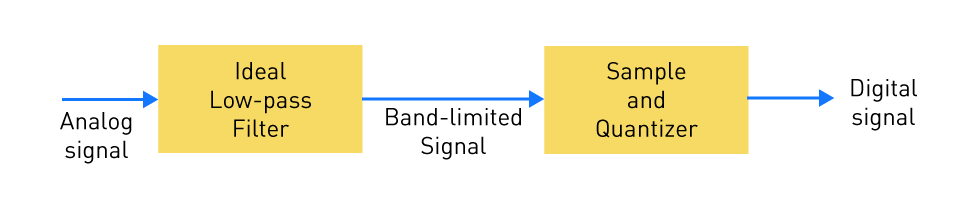 Analog
signal
Ideal
Low-pass
Filter
Band-limited
Signal
Sample
and
Quantizer
Digital
signal